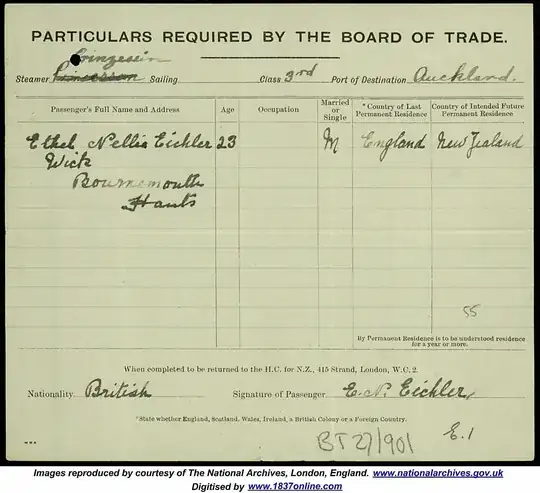 PARTICULARS REQUIRED BY THE BOARD OF TRADE.
Prinzessin
Steamer Sailing Class 3rd Port of Destination Auckland.
Passenger's Full Name and Address Age Occupation Married or Single * Country of Last Permanent Residence Country of Intended Future Permanent Residence
Ethel Nellie Eichler 23 M England New Zealand
Wick
Bournemouth
Hants
55
By Permanent Residence is to be understood residence
for a year or more.
When completed to be returned to the H.C. for N.Z., 415 Strand, London, W.C. 2.
Nationality British Signature of Passenger E. N. Eichler
* State whether England, Scotland, Wales, Ireland, a British Colony or a Foreign Country.
BT 27/901 E.1
Images reproduced by courtesy of The National Archives, London, England. www.nationalarchives.gov.uk
Digitised by www.1837online.com